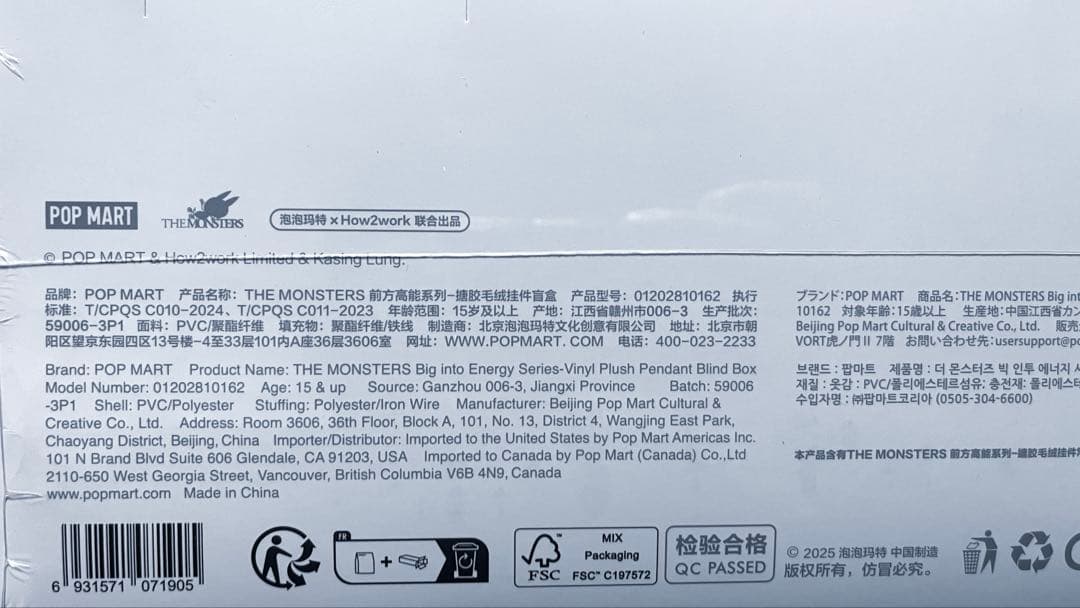 POP MART THE MONSTERS 泡泡玛特 × How2work 联合出品
© POP MART & How2work Limited & Kasing Lung.
品牌：POP MART 产品名称：THE MONSTERS 前方高能系列-搪胶毛绒挂件盲盒 产品型号：01202810162 执行
标准：T/CPQS C010-2024、T/CPQS C011-2023 年龄范围：15岁及以上 产地：江西省赣州市006-3 生产批次：
59006-3P1 面料：PVC/聚酯纤维 填充物：聚酯纤维/铁线 制造商：北京泡泡玛特文化创意有限公司 地址：北京市朝
阳区望京东园四区13号楼-4至33层101内A座36层3606室 网址：WWW.POPMART.COM 电话：400-023-2233
Brand: POP MART Product Name: THE MONSTERS Big into Energy Series-Vinyl Plush Pendant Blind Box
Model Number: 01202810162 Age: 15 & up Source: Ganzhou 006-3, Jiangxi Province Batch: 59006
-3P1 Shell: PVC/Polyester Stuffing: Polyester/Iron Wire Manufacturer: Beijing Pop Mart Cultural &
Creative Co., Ltd. Address: Room 3606, 36th Floor, Block A, 101, No. 13, District 4, Wangjing East Park,
Chaoyang District, Beijing, China Importer/Distributor: Imported to the United States by Pop Mart Americas Inc.
101 N Brand Blvd Suite 606 Glendale, CA 91203, USA Imported to Canada by Pop Mart (Canada) Co.,Ltd
2110-650 West Georgia Street, Vancouver, British Columbia V6B 4N9, Canada
www.popmart.com Made in China
ブランド：POP MART 商品名：THE MONSTERS Big int
10162 対象年齢：15歳以上 生産地：中国江西省カン
Beijing Pop Mart Cultural & Creative Co., Ltd. 販売
VORT虎ノ門Ⅱ 7階 お問い合わせ先：usersupport@po
브랜드 : 팝마트 제품명 : 더 몬스터즈 빅 인투 에너지 시
재질 : 옷감 : PVC/폴리에스테르섬유: 충전재: 폴리에스테
수입자명 : ㈜팝마트코리아 (0505-304-6600)
本产品含有THE MONSTERS 前方高能系列-搪胶毛绒挂件
6 931571 071905
FR
FSC
MIX
Packaging
FSC™ C197572
检验合格
QC PASSED
© 2025 泡泡玛特 中国制造
版权所有，仿冒必究。